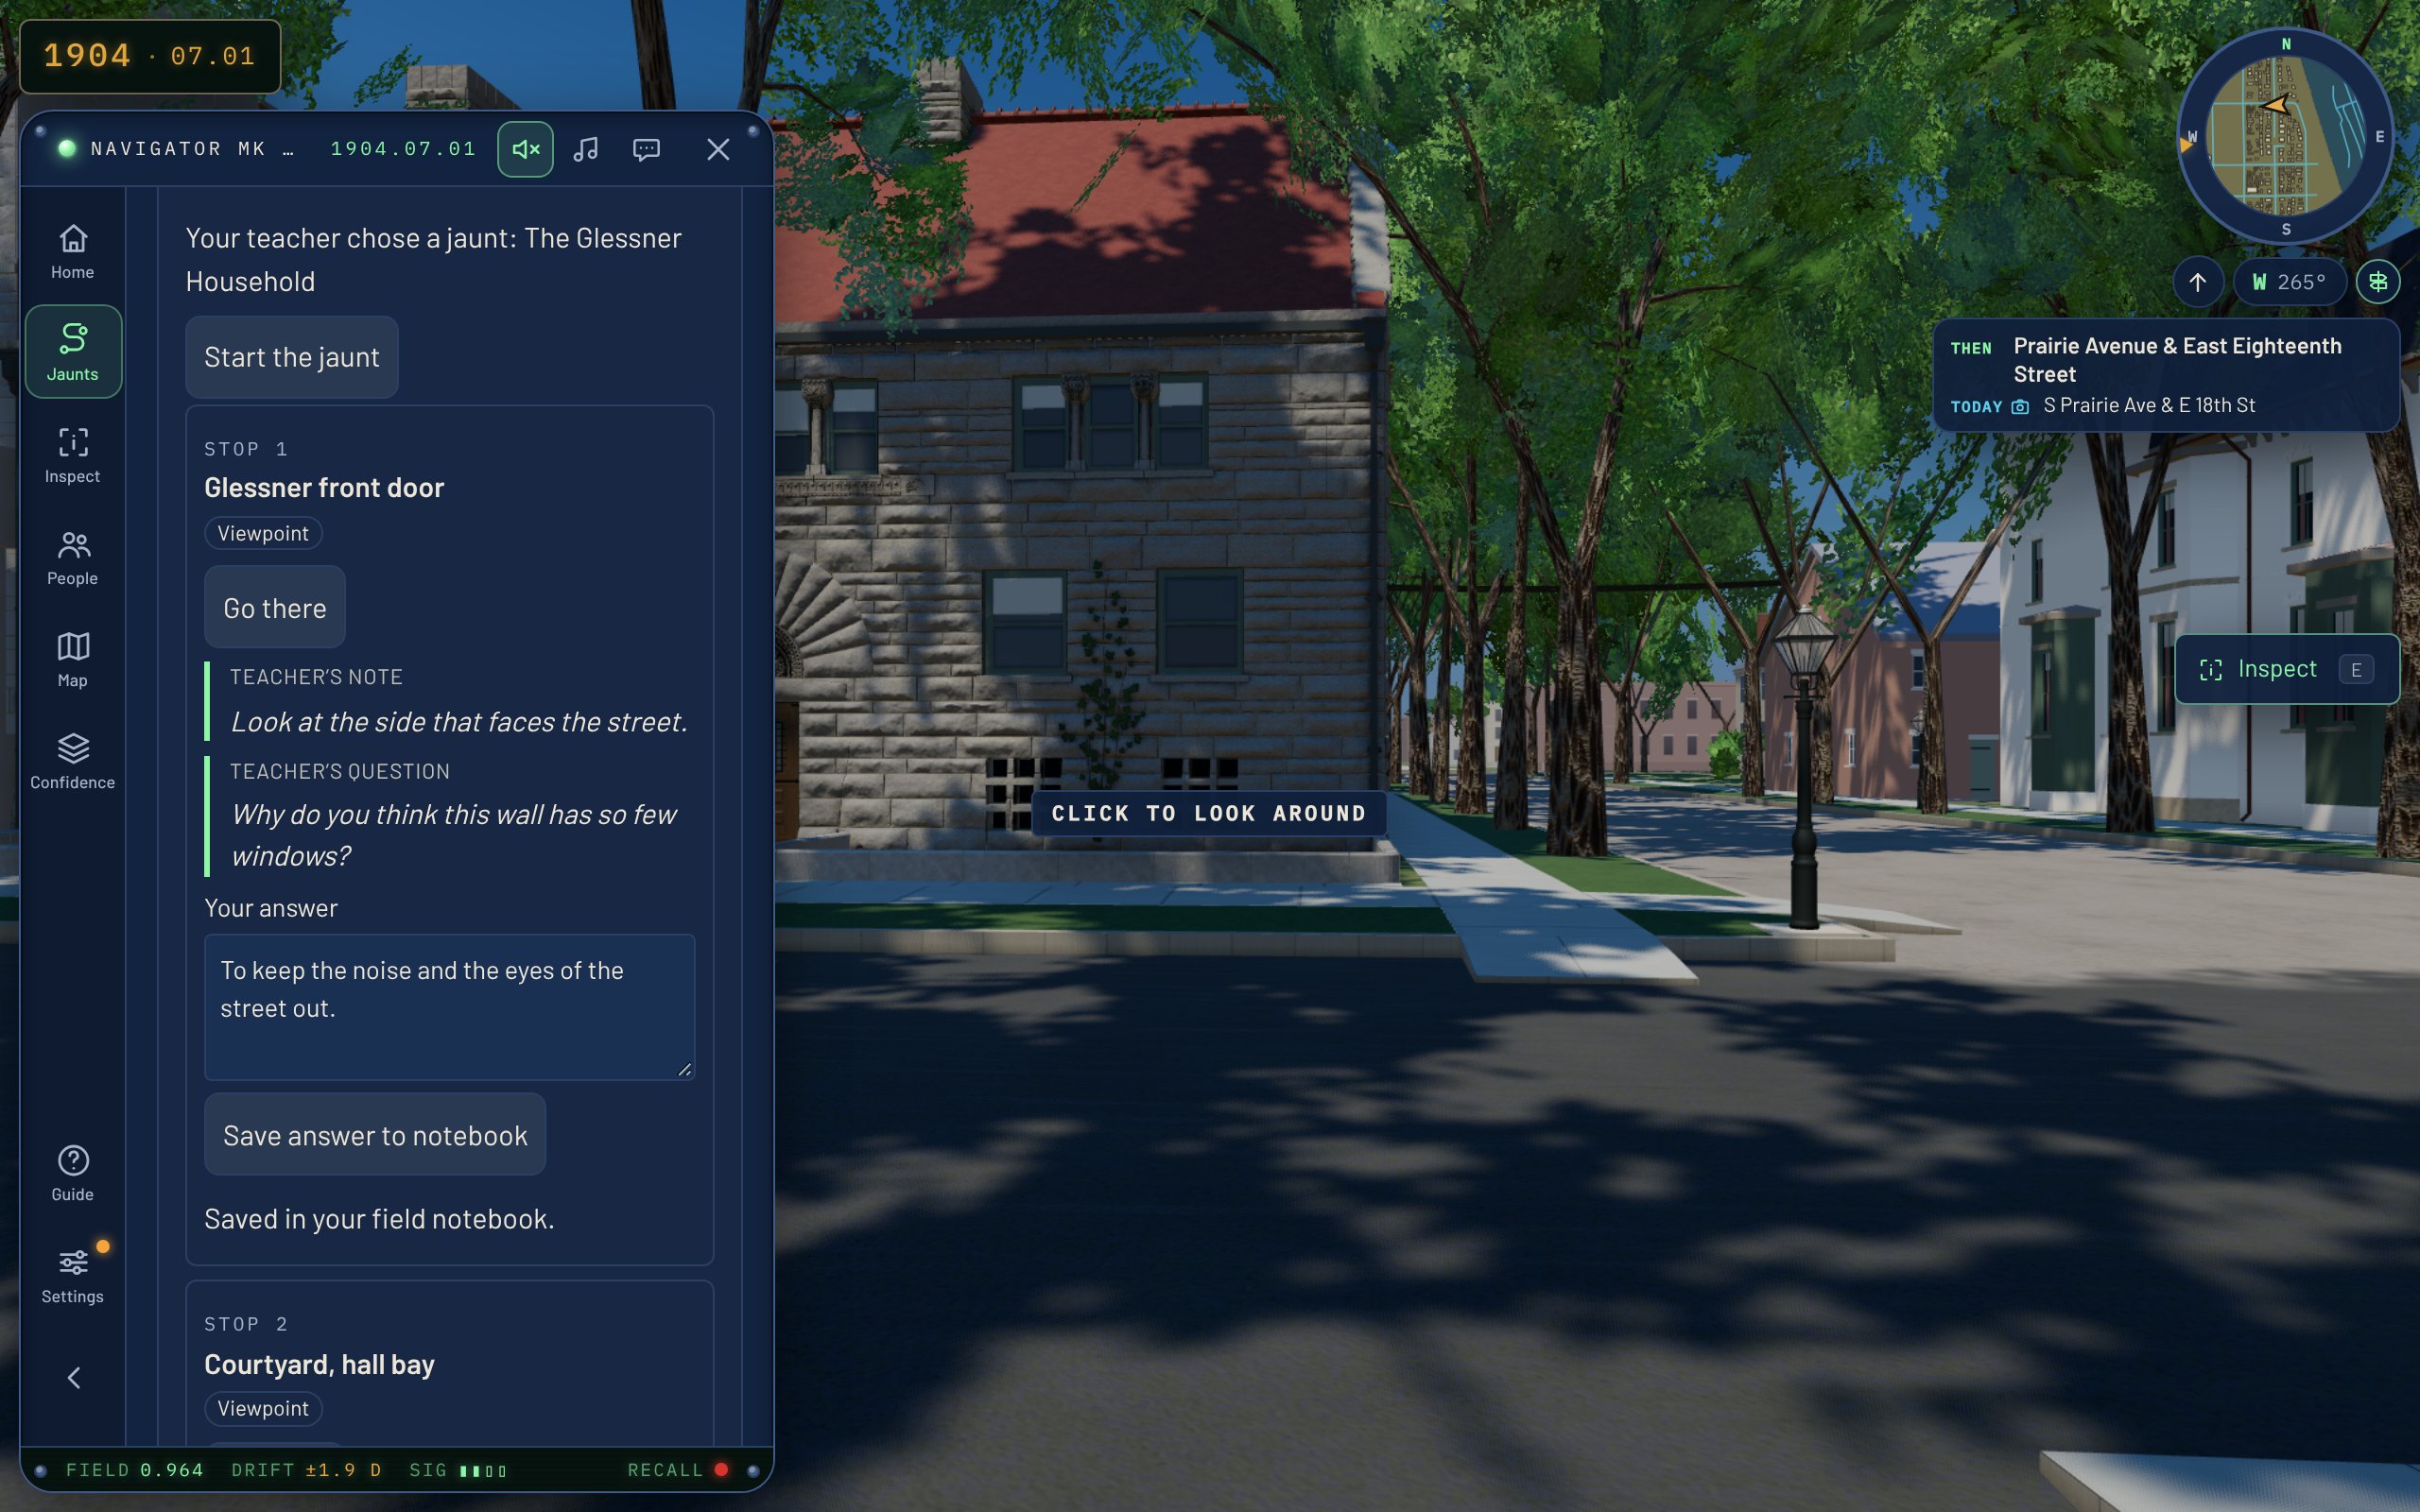 1904 · 07.01
NAVIGATOR MK … 1904.07.01
Home
Jaunts
Inspect
People
Map
Confidence
Guide
Settings
Your teacher chose a jaunt: The Glessner
Household
Start the jaunt
STOP 1
Glessner front door
Viewpoint
Go there
TEACHER'S NOTE
Look at the side that faces the street.
TEACHER'S QUESTION
Why do you think this wall has so few
windows?
Your answer
To keep the noise and the eyes of the
street out.
Save answer to notebook
Saved in your field notebook.
STOP 2
Courtyard, hall bay
Viewpoint
FIELD 0.964 DRIFT ±1.9 D SIG RECALL
CLICK TO LOOK AROUND
N
W
E
S
W 265°
THEN Prairie Avenue & East Eighteenth
Street
TODAY S Prairie Ave & E 18th St
Inspect E